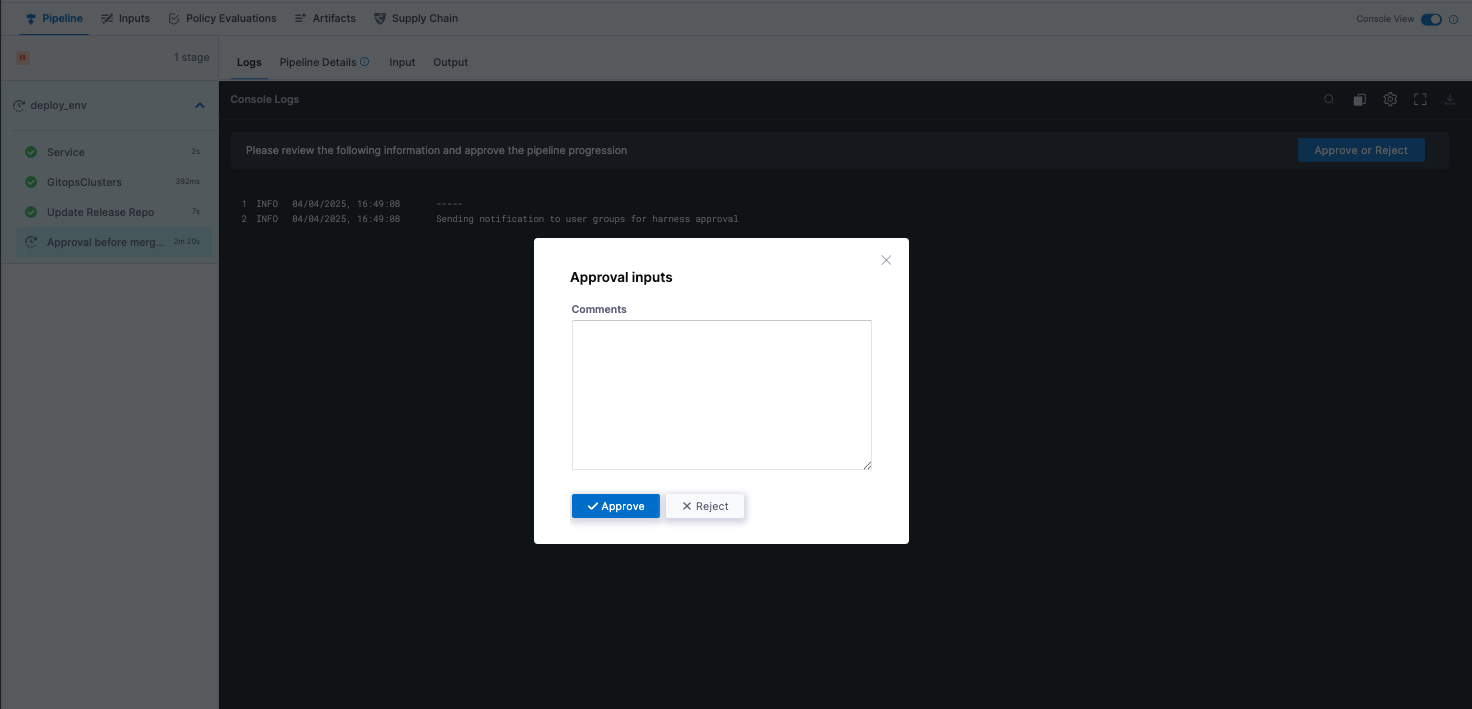 Pipeline Inputs Policy Evaluations Artifacts Supply Chain Console View
1 stage
Logs Pipeline Details Input Output
deploy_env
Console Logs
Service 2s
GitopsClusters 392ms
Update Release Repo 7s
Approval before merg... 2m 20s
Please review the following information and approve the pipeline progression Approve or Reject
1 INFO 04/04/2025, 16:49:08 -----
2 INFO 04/04/2025, 16:49:08 Sending notification to user groups for harness approval
Approval inputs
Comments
Approve Reject